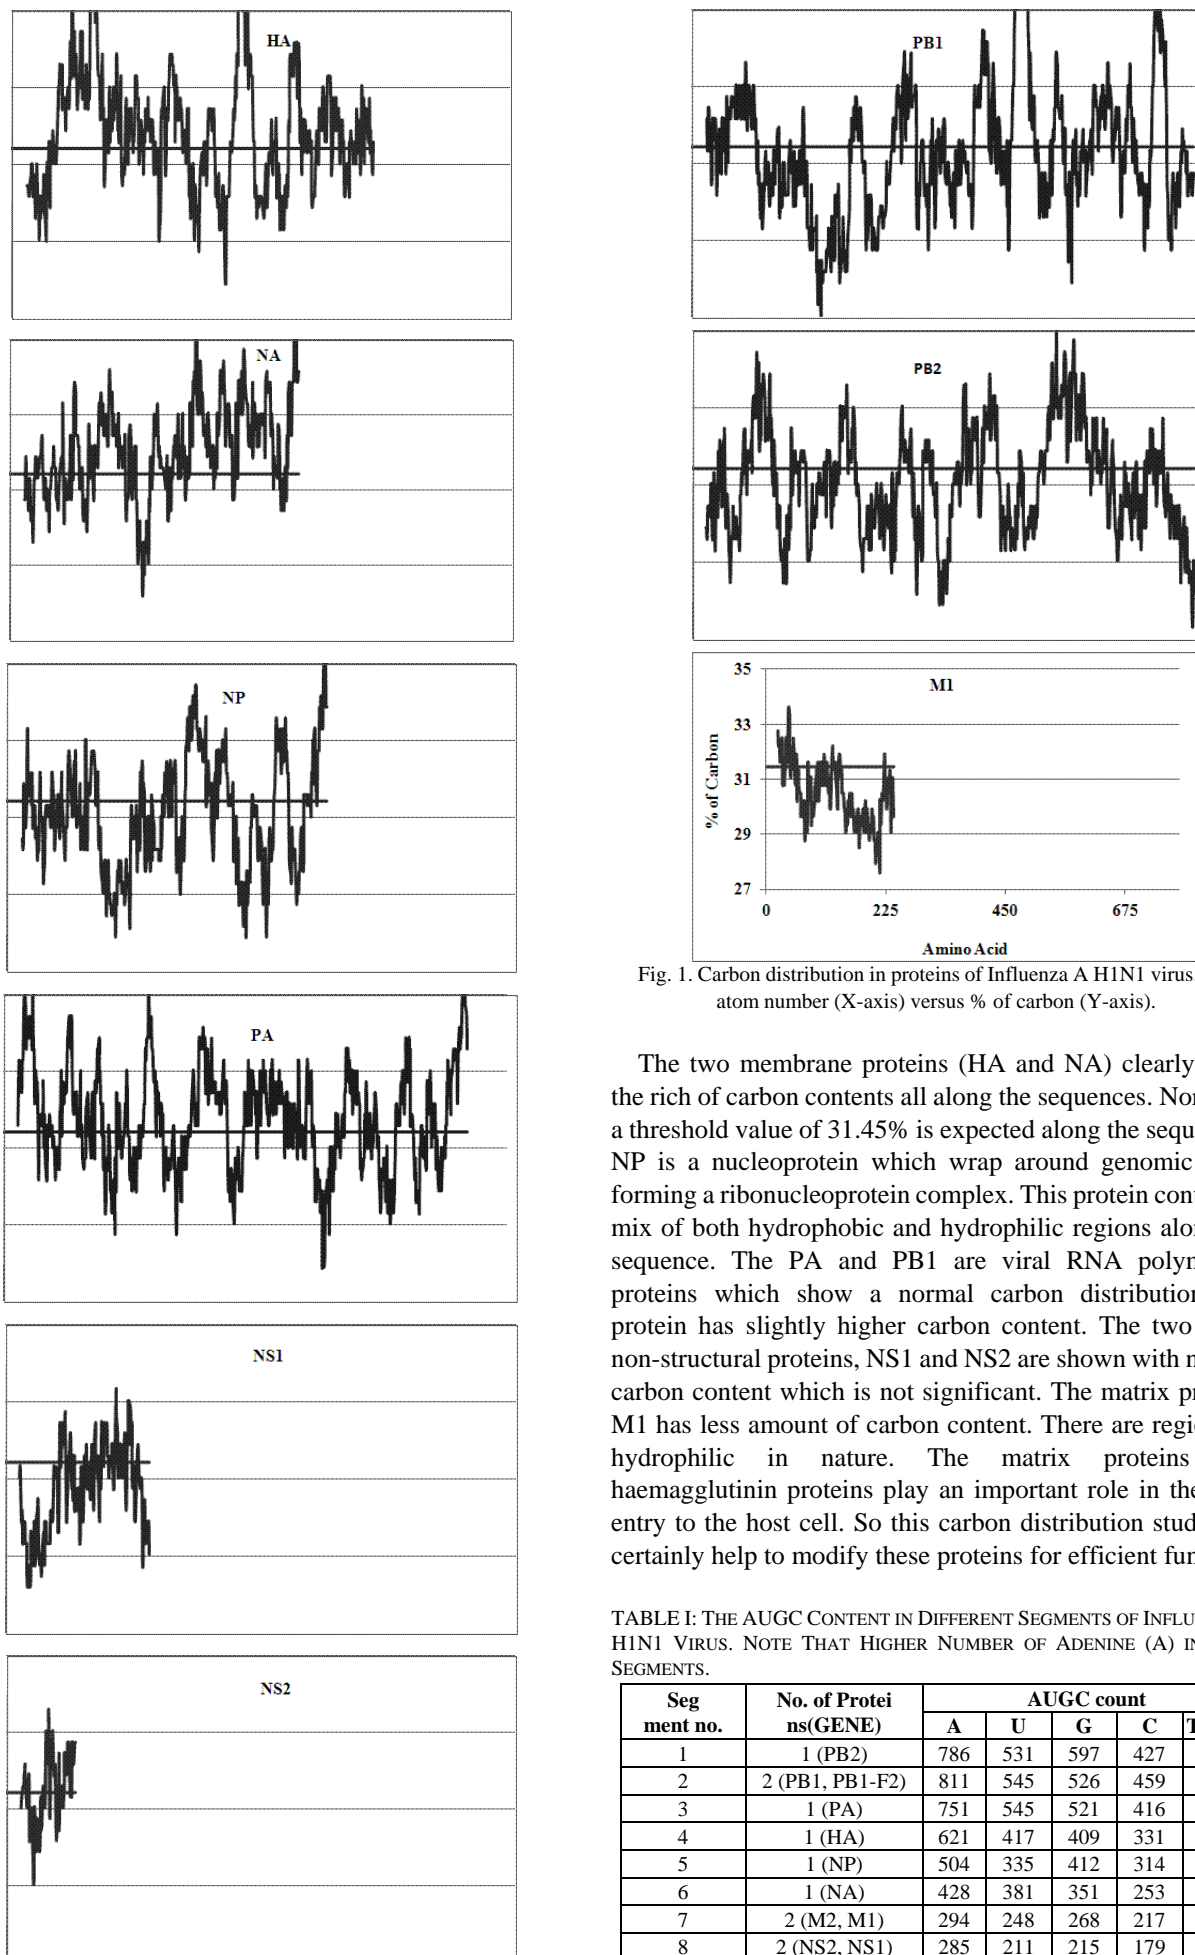 HA
NA
NP
PA
NS1
NS2
PB1
PB2
M1
35
33
31
29
27
% of Carbon
0 225 450 675
Amino Acid
Fig. 1. Carbon distribution in proteins of Influenza A H1N1 virus
atom number (X-axis) versus % of carbon (Y-axis).
The two membrane proteins (HA and NA) clearly
the rich of carbon contents all along the sequences.
a threshold value of 31.45% is expected along the
NP is a nucleoprotein which wrap around genomic
forming a ribonucleoprotein complex. This protein
mix of both hydrophobic and hydrophilic regions
sequence. The PA and PB1 are viral RNA
proteins which show a normal carbon distribution
protein has slightly higher carbon content. The two
non-structural proteins, NS1 and NS2 are shown with
carbon content which is not significant. The matrix
M1 has less amount of carbon content. There are
hydrophilic in nature. The matrix proteins
haemagglutinin proteins play an important role in the
entry to the host cell. So this carbon distribution
certainly help to modify these proteins for efficient
TABLE I: THE AUGC CONTENT IN DIFFERENT SEGMENTS OF
H1N1 VIRUS. NOTE THAT HIGHER NUMBER OF ADENINE (A) IN
SEGMENTS.
Seg No. of Protei AUGC count
ment no. ns(GENE) A U G C
1 1 (PB2) 786 531 597 427
2 2 (PB1, PB1-F2) 811 545 526 459
3 1 (PA) 751 545 521 416
4 1 (HA) 621 417 409 331
5 1 (NP) 504 335 412 314
6 1 (NA) 428 381 351 253
7 2 (M2, M1) 294 248 268 217
8 2 (NS2, NS1) 285 211 215 179